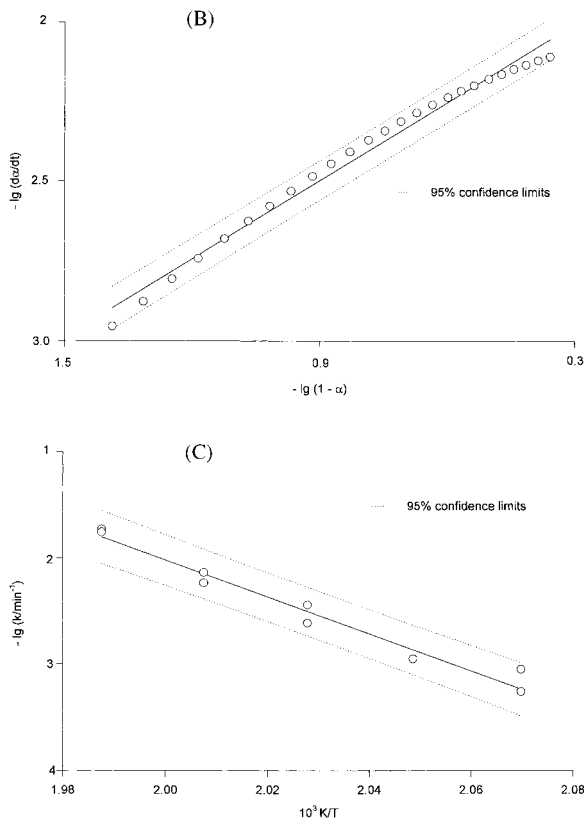 (B)
2
2.5
3.0
- lg (dα/dt)
95% confidence limits
1.5
0.9
0.3
- lg (1 - α)
(C)
1
2
3
4
- lg (k/min⁻¹)
95% confidence limits
1.98
2.00
2.02
2.04
2.06
2.08
10³ K/T